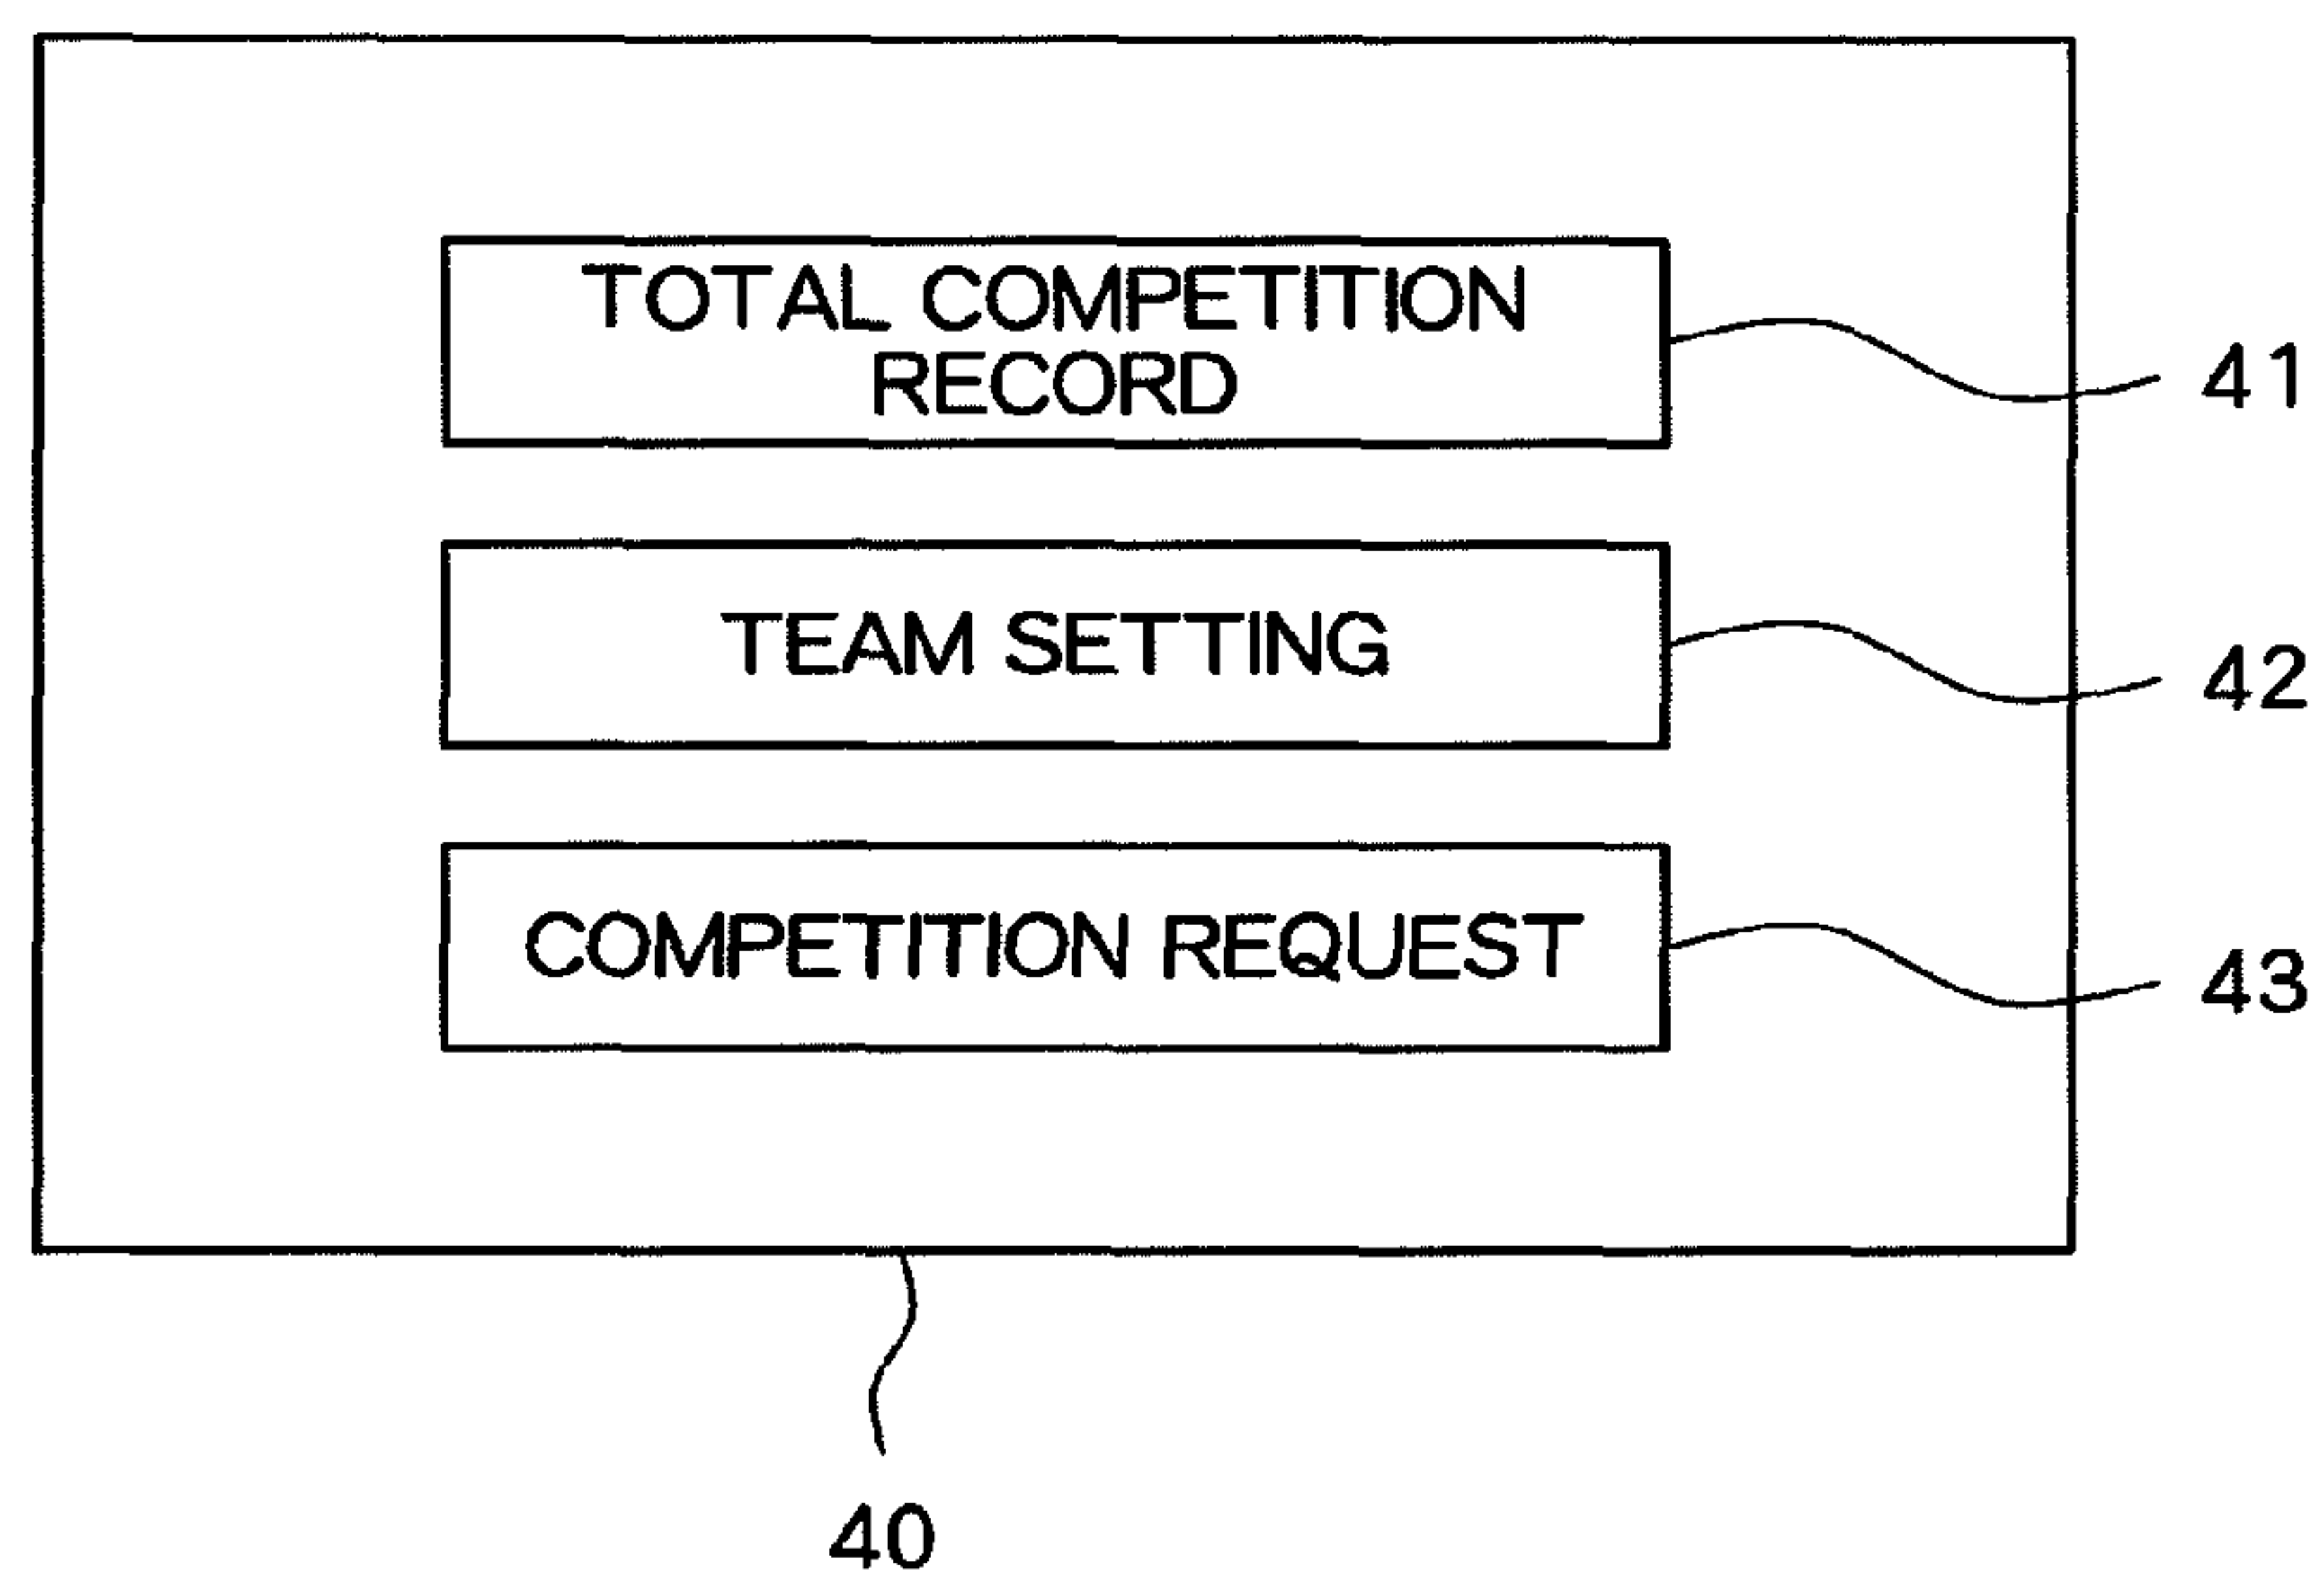 TOTAL COMPETITION
RECORD
41
TEAM SETTING
42
COMPETITION REQUEST
43
40